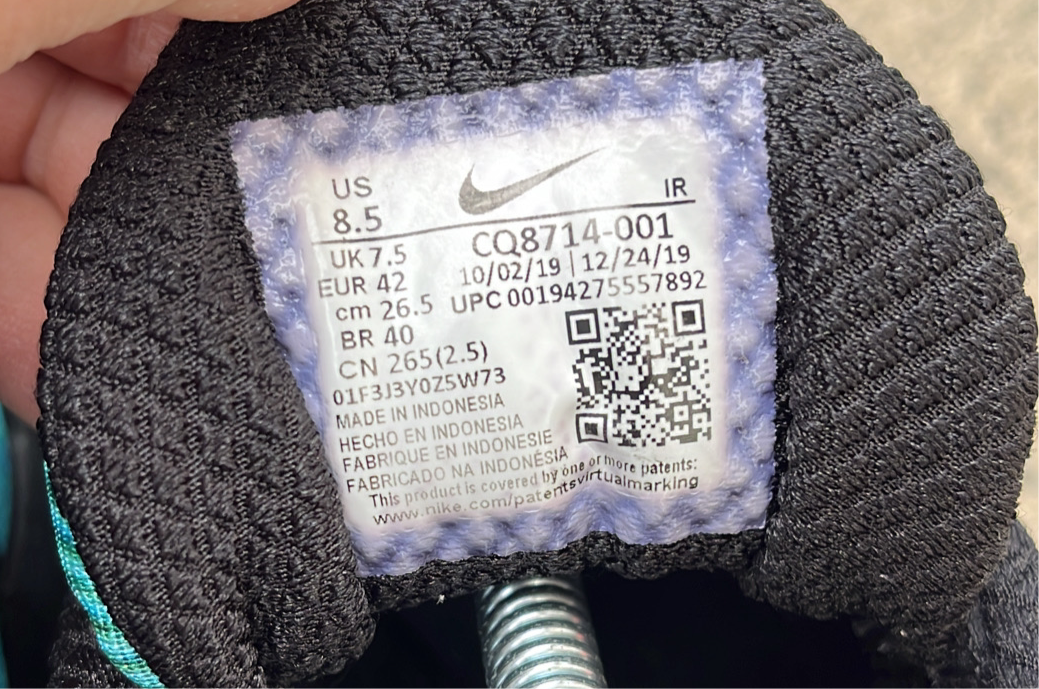 US
8.5
IR
UK 7.5
EUR 42
cm 26.5
BR 40
CN 265(2.5)
CQ8714-001
10/02/19 | 12/24/19
UPC 00194275557892
01F3J3Y0Z5W73
MADE IN INDONESIA
HECHO EN INDONESIA
FABRIQUE EN INDONESIE
FABRICADO NA INDONÉSIA
This product is covered by one or more patents:
www.nike.com/patentsvirtualmarking